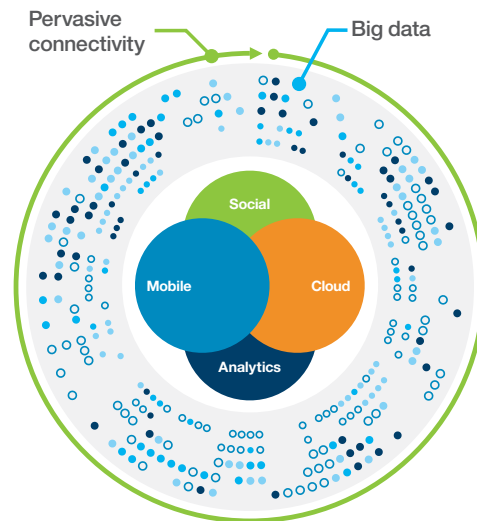 Pervasive
connectivity
Big data
Social
Mobile
Cloud
Analytics